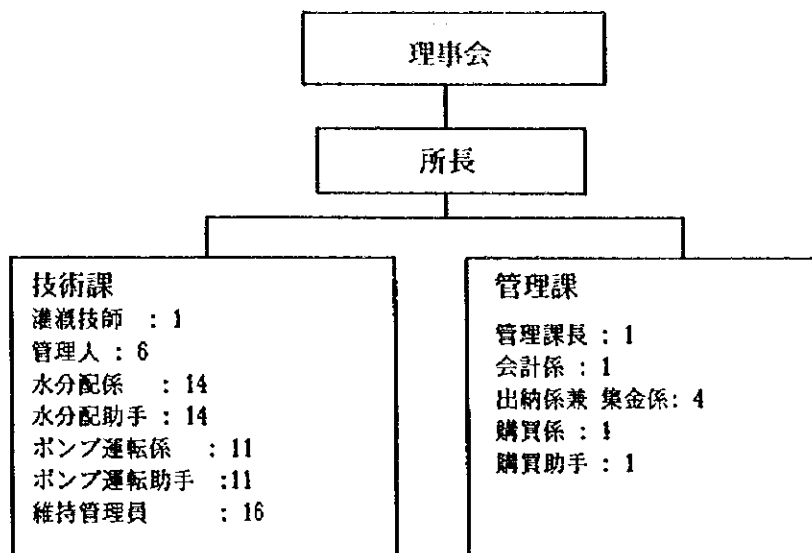 理事会
所長
技術課
灌漑技師 : 1
管理人 : 6
水分配係 : 14
水分配助手 : 14
ポンプ運転係 : 11
ポンプ運転助手 :11
維持管理員 : 16
管理課
管理課長 : 1
会計係 : 1
出納係兼 集金係: 4
購買係 : 1
購買助手 : 1